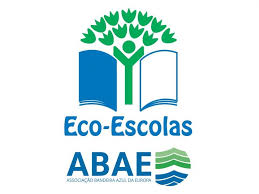 Eco-Escolas
ABAE
ASSOCIAÇÃO BANDEIRA AZUL DA EUROPA